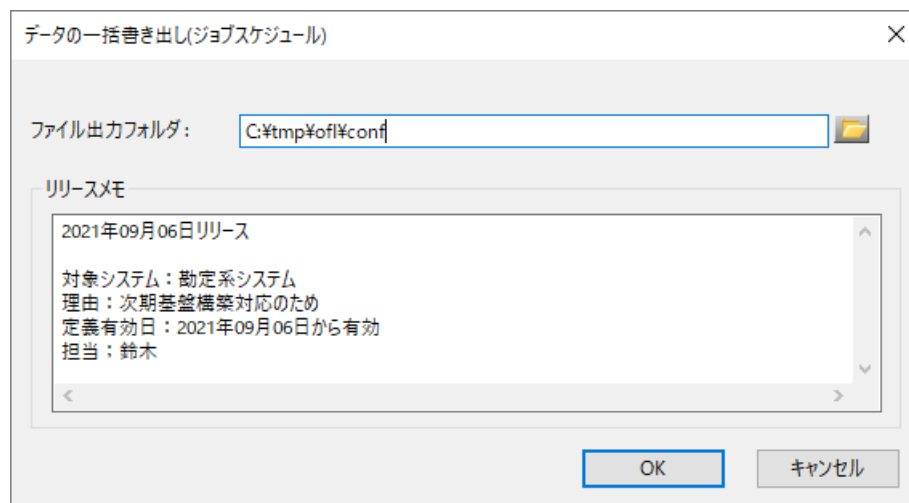 データの一括書き出し(ジョブスケジュール)
ファイル出力フォルダ:
C:¥tmp¥ofl¥conf
リリースメモ
2021年09月06日リリース
対象システム：勘定系システム
理由：次期基盤構築対応のため
定義有効日：2021年09月06日から有効
担当；鈴木
OK
キャンセル